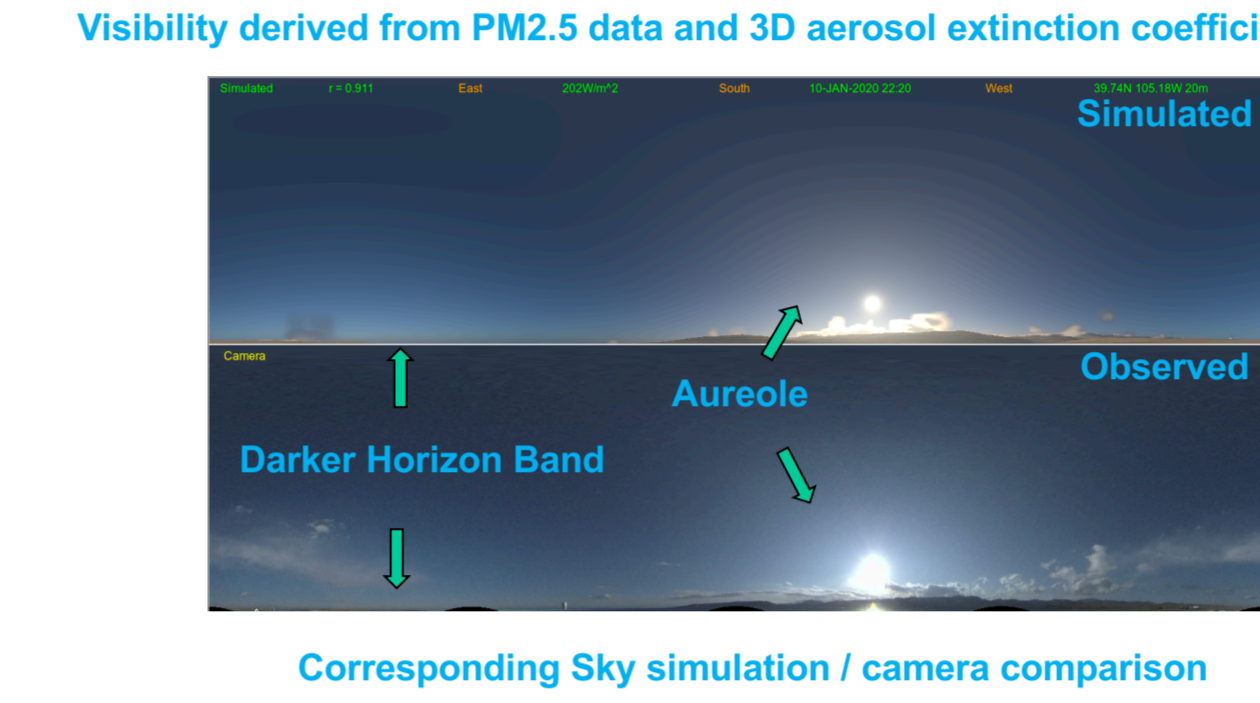 Visibility derived from PM2.5 data and 3D aerosol extinction coeffici
Simulated r = 0.911 East 202W/m^2 South 10-JAN-2020 22:20 West 39.74N 105.18W 20m
Simulated
Camera
Observed
Aureole
Darker Horizon Band
Corresponding Sky simulation / camera comparison